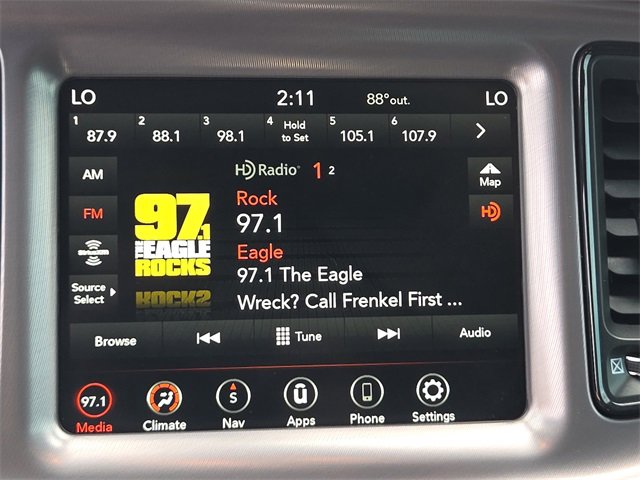 LO 2:11 88°out. LO
1 87.9 2 88.1 3 98.1 4 Hold to Set 5 105.1 6 107.9
AM HD Radio 1 2 Map
FM Rock HD
97.1
97.1 THE EAGLE ROCKS
SiriusXM Eagle
97.1 The Eagle
Source Select Wreck? Call Frenkel First ...
Browse Tune Audio
97.1 S
Media Climate Nav Apps Phone Settings